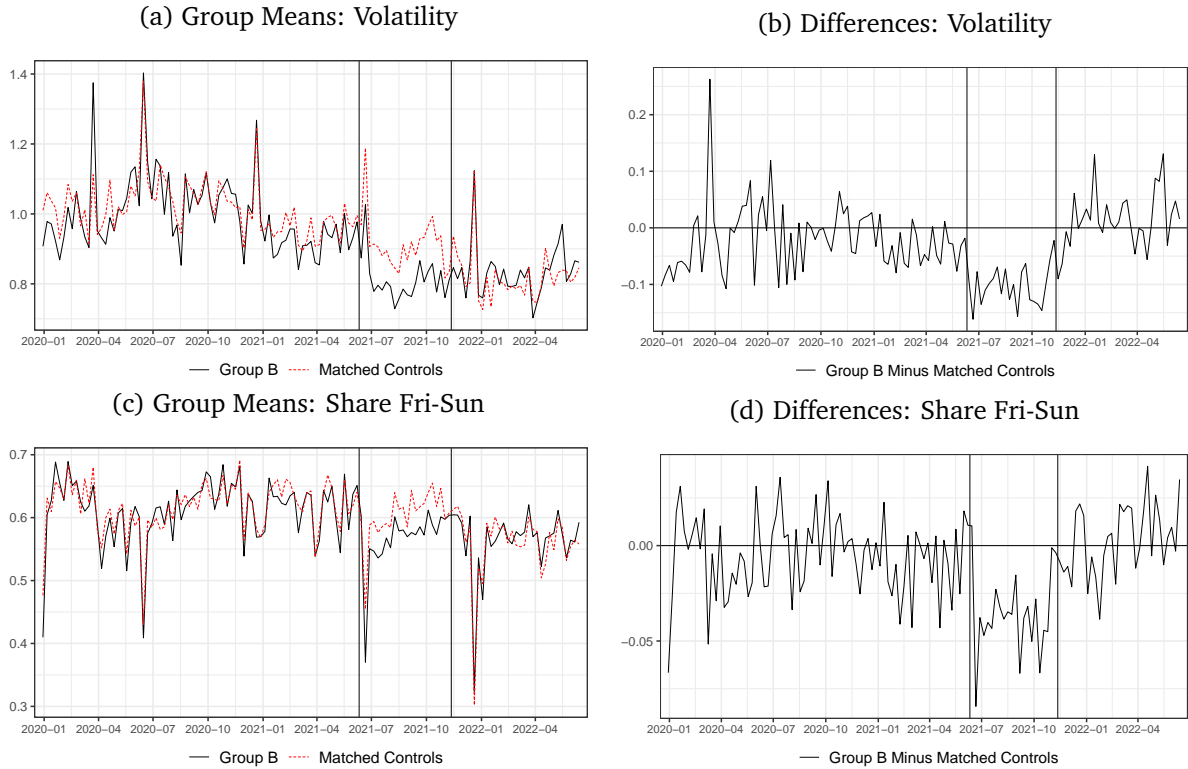 (a) Group Means: Volatility
1.4
1.2
1.0
0.8
2020−01 2020−04 2020−07 2020−10 2021−01 2021−04 2021−07 2021−10 2022−01 2022−04
Group B Matched Controls
(b) Differences: Volatility
0.2
0.1
0.0
−0.1
2020−01 2020−04 2020−07 2020−10 2021−01 2021−04 2021−07 2021−10 2022−01 2022−04
Group B Minus Matched Controls
(c) Group Means: Share Fri-Sun
0.7
0.6
0.5
0.4
0.3
2020−01 2020−04 2020−07 2020−10 2021−01 2021−04 2021−07 2021−10 2022−01 2022−04
Group B Matched Controls
(d) Differences: Share Fri-Sun
0.00
−0.05
2020−01 2020−04 2020−07 2020−10 2021−01 2021−04 2021−07 2021−10 2022−01 2022−04
Group B Minus Matched Controls